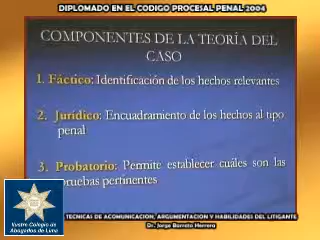 DIPLOMADO EN EL CODIGO PROCESAL PENAL 2004
COMPONENTES DE LA TEORÍA DEL
CASO
1. Fáctico: Identificación de los hechos relevantes
2. Jurídico: Encuadramiento de los hechos al tipo
penal
3. Probatorio: Permite establecer cuáles son las
pruebas pertinentes
Ilustre Colegio de
Abogados de Lima
TECNICAS DE ACOMUNICACION, ARGUMENTACION Y HABILIDADES DEL LITIGANTE
Dr. Jorge Barreto Herrera